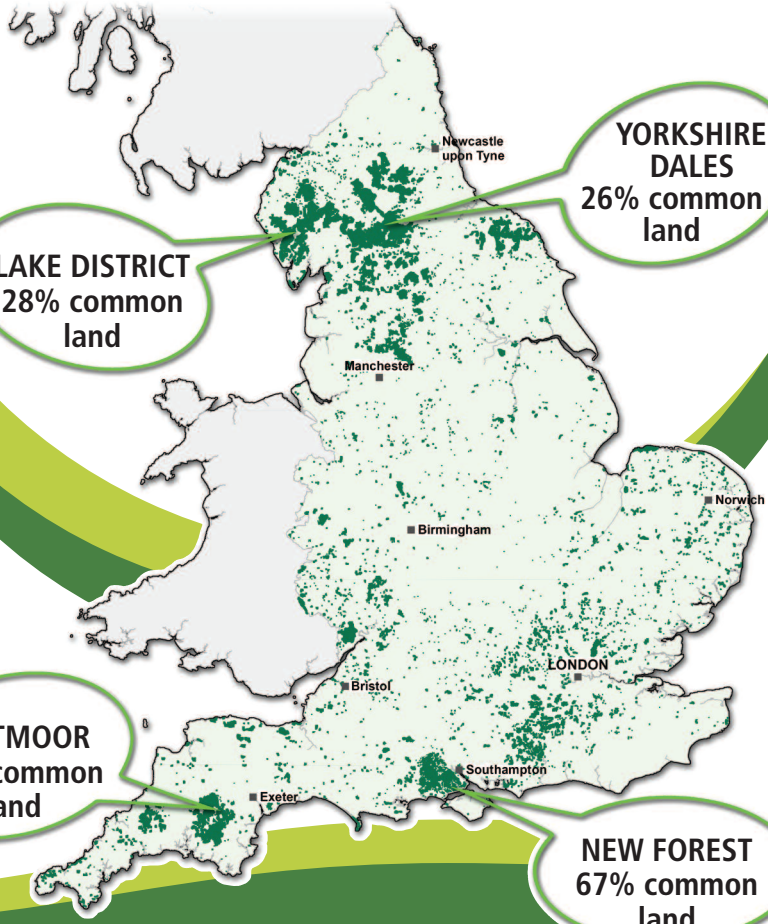 Newcastle
upon Tyne
YORKSHIRE
DALES
26% common
land
LAKE DISTRICT
28% common
land
Manchester
Norwich
Birmingham
LONDON
Bristol
TMOOR
common
and
Southampton
Exeter
NEW FOREST
67% common
land